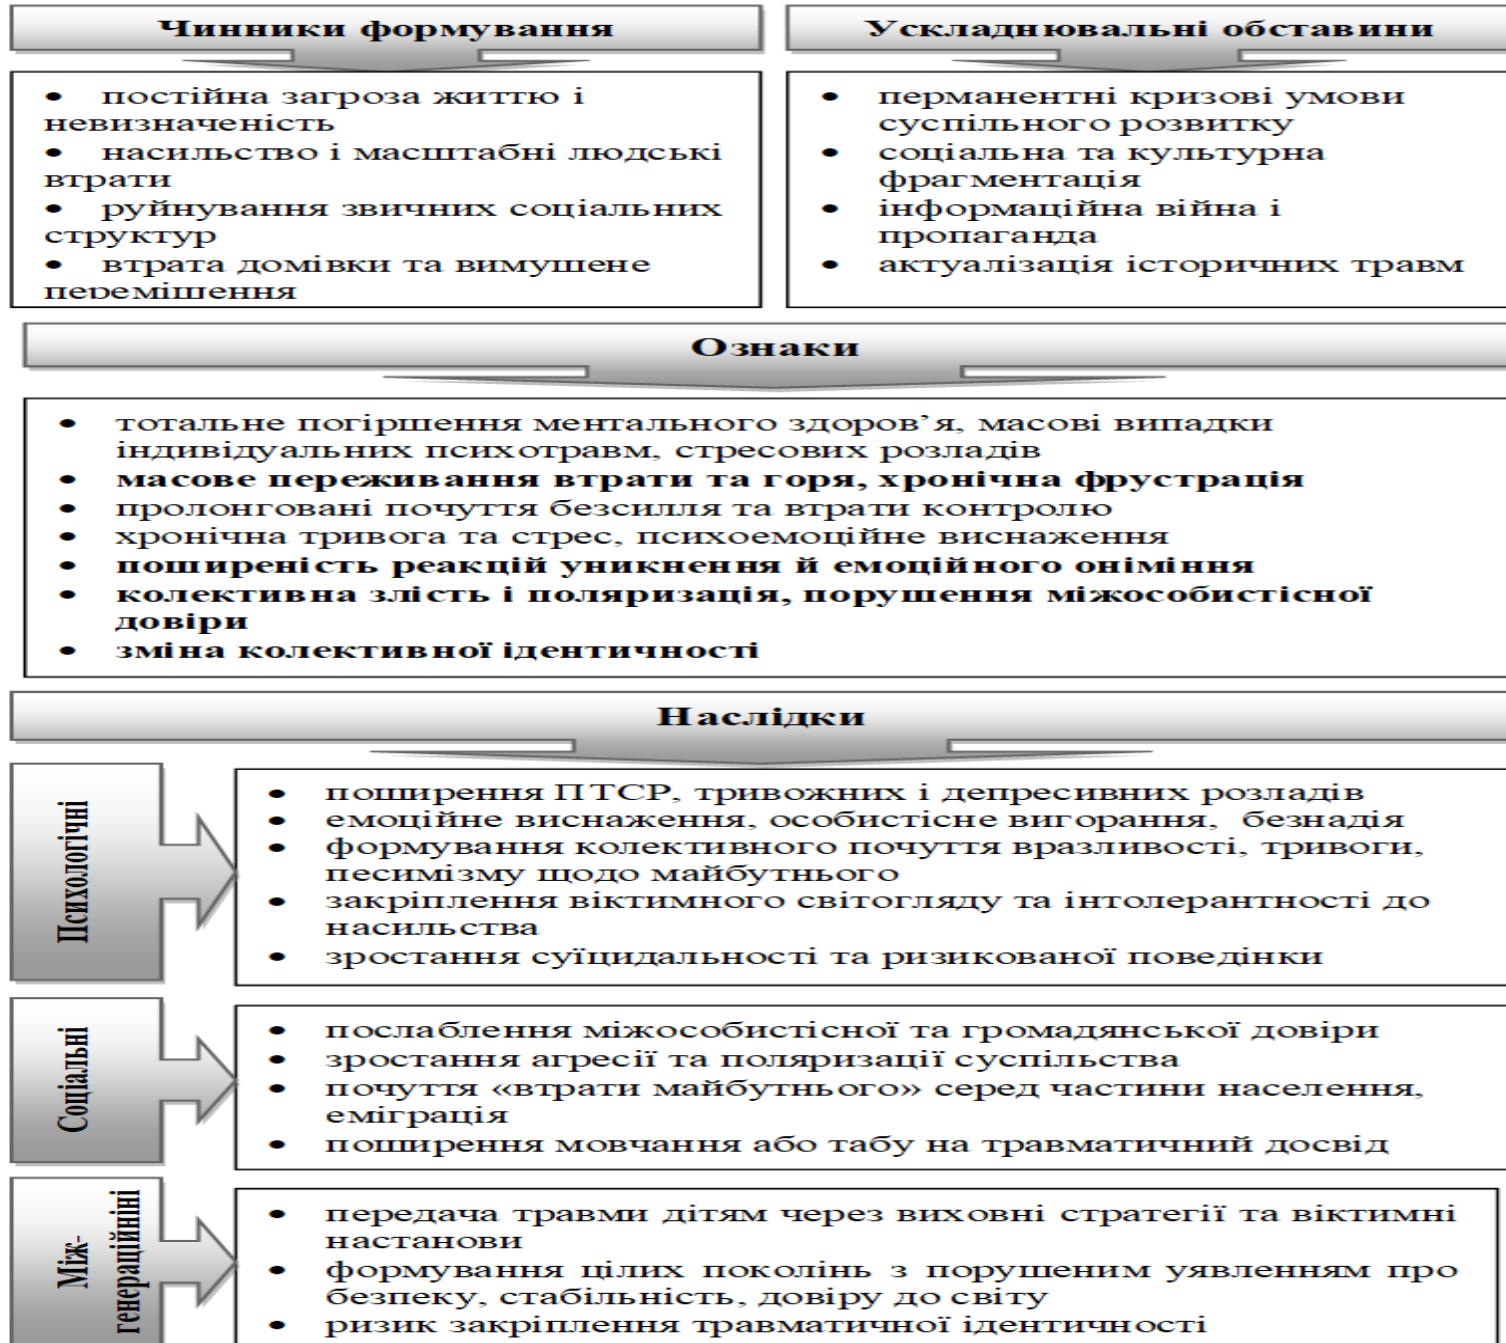 Чинники формування
• постійна загроза життю і
невизначеність
• насильство і масштабні людські
втрати
• руйнування звичних соціальних
структур
• втрата домівки та вимушене
переміщення
Ускладнювальні обставини
• перманентні кризові умови
суспільного розвитку
• соціальна та культурна
фрагментація
• інформаційна війна і
пропаганда
• актуалізація історичних травм
Ознаки
• тотальне погіршення ментального здоров’я, масові випадки
індивідуальних психотравм, стресових розладів
• масове переживання втрати та горя, хронічна фрустрація
• пролонговані почуття безсилля та втрати контролю
• хронічна тривога та стрес, психоемоційне виснаження
• поширеність реакцій уникнення й емоційного оніміння
• колективна злість і поляризація, порушення міжособистісної
довіри
• зміна колективної ідентичності
Наслідки
Психологічні
• поширення ПТСР, тривожних і депресивних розладів
• емоційне виснаження, особистісне вигорання, безнадія
• формування колективного почуття вразливості, тривоги,
песимізму щодо майбутнього
• закріплення віктимного світогляду та інтолерантності до
насильства
• зростання суїцидальності та ризикованої поведінки
Соціальні
• послаблення міжособистісної та громадянської довіри
• зростання агресії та поляризації суспільства
• почуття «втрати майбутнього» серед частини населення,
еміграція
• поширення мовчання або табу на травматичний досвід
Між-
генераційніні
• передача травми дітям через виховні стратегії та віктимні
настанови
• формування цілих поколінь з порушеним уявленням про
безпеку, стабільність, довіру до світу
• ризик закріплення травматичної ідентичності